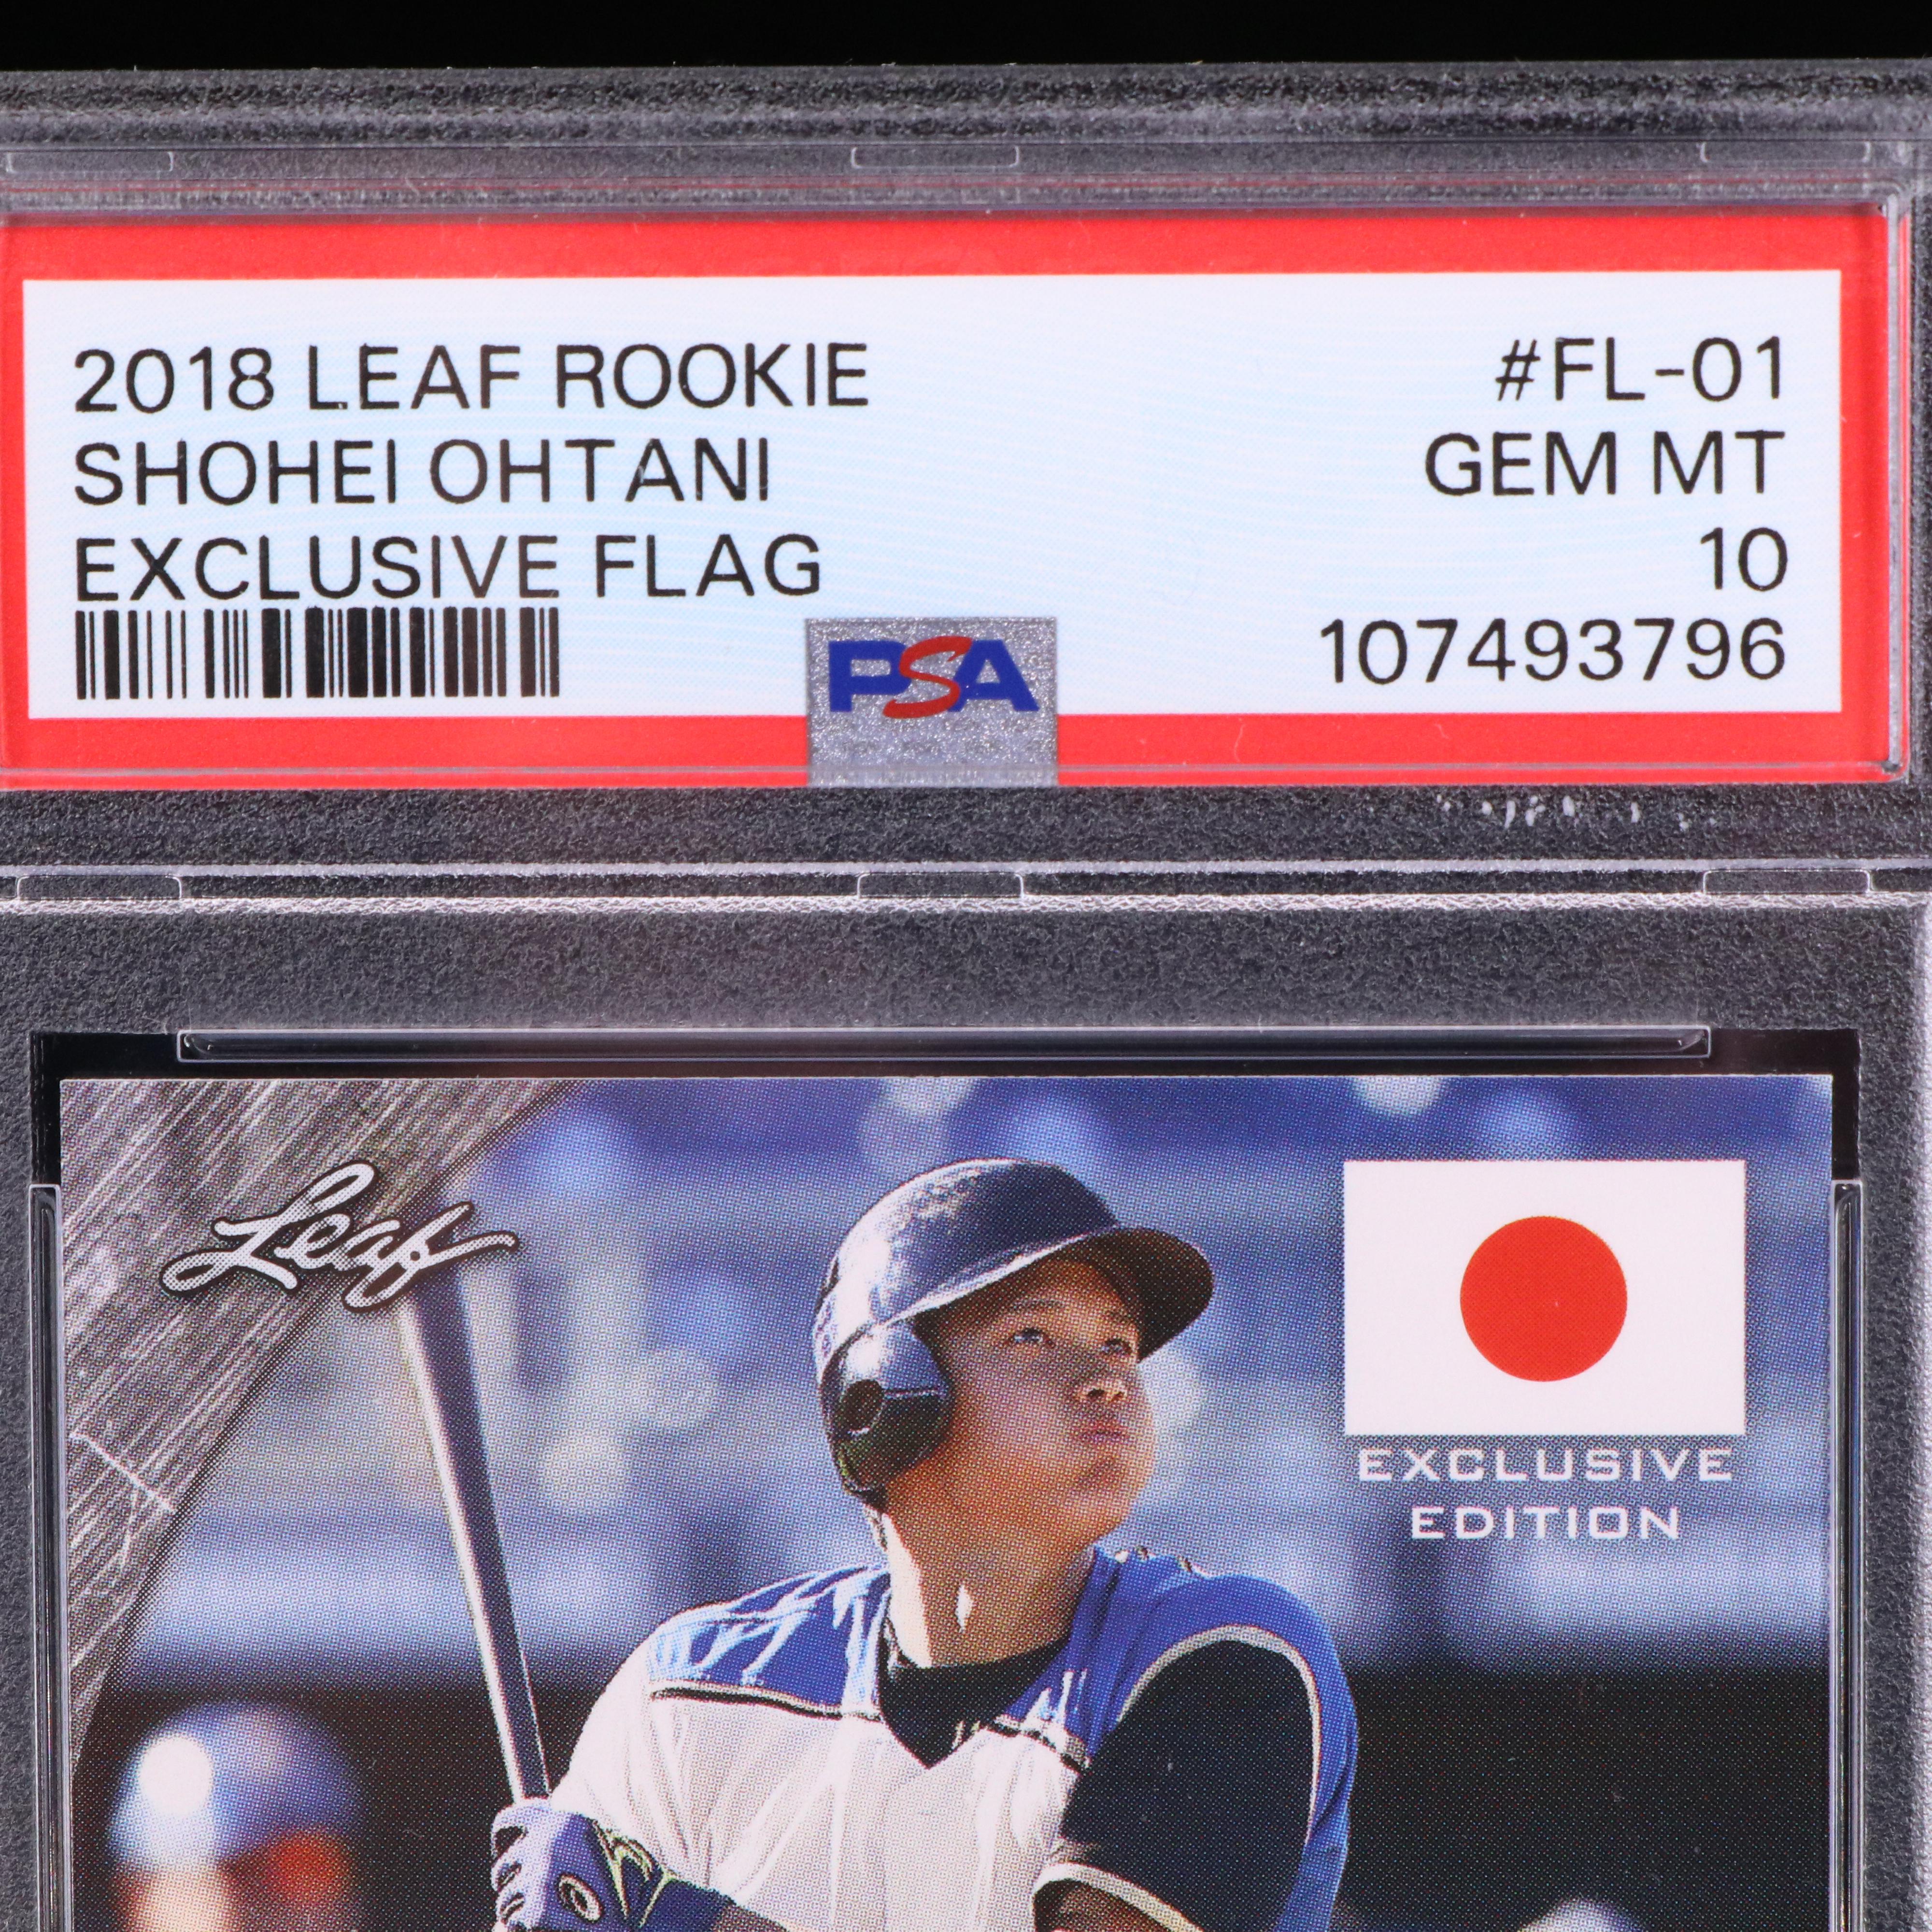 2018 LEAF ROOKIE
#FL-01
SHOHEI OHTANI
GEM MT
EXCLUSIVE FLAG
10
PSA
107493796
Leaf
EXCLUSIVE
EDITION